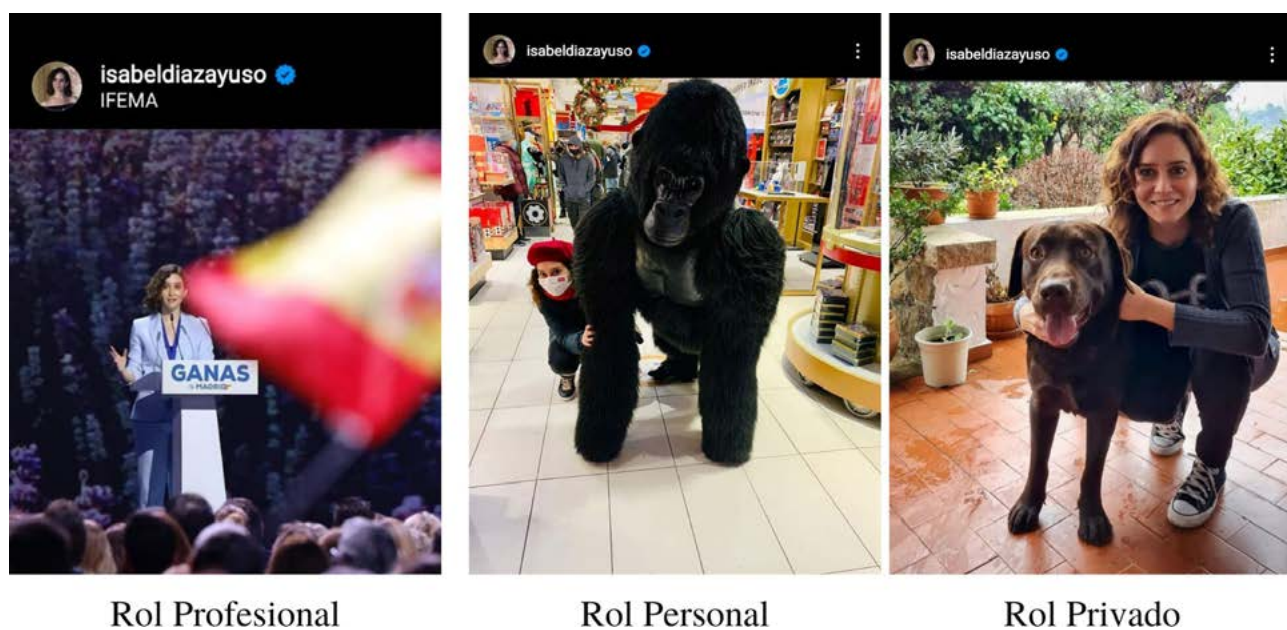 isabeldiazayuso
IFEMA
GANAS
MADRID
isabeldiazayuso
isabeldiazayuso
Rol Profesional
Rol Personal
Rol Privado